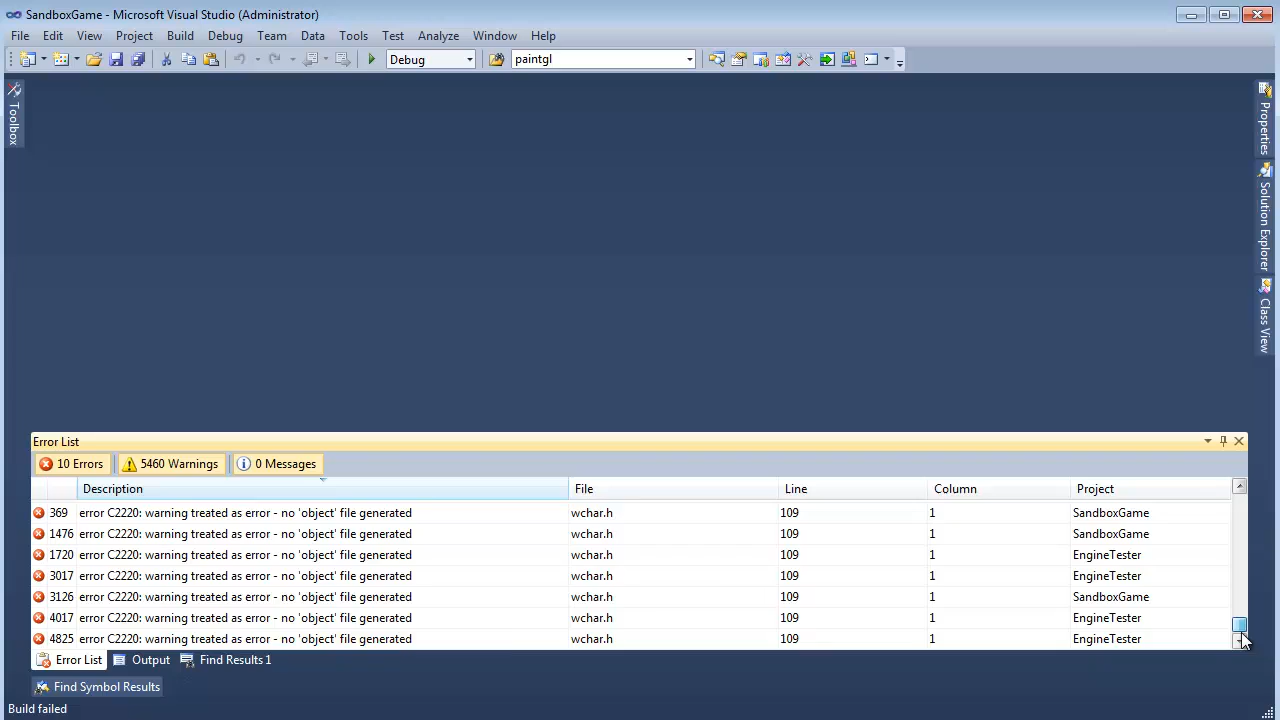 SandboxGame - Microsoft Visual Studio (Administrator)
File Edit View Project Build Debug Team Data Tools Test Analyze Window Help
Debug paintgl
Toolbox
Properties
Solution Explorer
Class View
Error List
10 Errors 5460 Warnings 0 Messages
Description File Line Column Project
369 error C2220: warning treated as error - no 'object' file generated wchar.h 109 1 SandboxGame
1476 error C2220: warning treated as error - no 'object' file generated wchar.h 109 1 SandboxGame
1720 error C2220: warning treated as error - no 'object' file generated wchar.h 109 1 EngineTester
3017 error C2220: warning treated as error - no 'object' file generated wchar.h 109 1 EngineTester
3126 error C2220: warning treated as error - no 'object' file generated wchar.h 109 1 SandboxGame
4017 error C2220: warning treated as error - no 'object' file generated wchar.h 109 1 EngineTester
4825 error C2220: warning treated as error - no 'object' file generated wchar.h 109 1 EngineTester
Error List Output Find Results 1
Find Symbol Results
Build failed